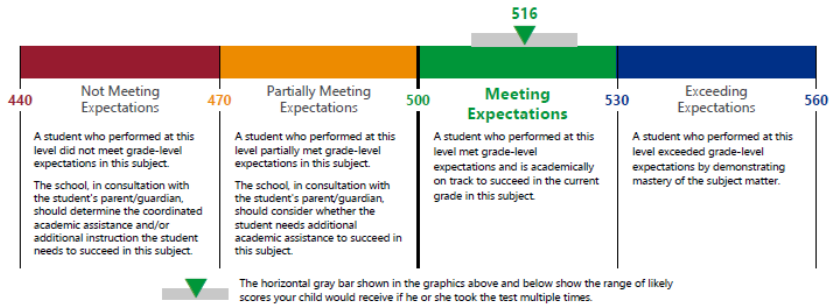 516
Not Meeting
Expectations
Partially Meeting
Expectations
Meeting
Expectations
Exceeding
Expectations
440
470
500
530
560
A student who performed at this
level did not meet grade-level
expectations in this subject.
The school, in consultation with
the student's parent/guardian,
should determine the coordinated
academic assistance and/or
additional instruction the student
needs to succeed in this subject.
A student who performed at this
level partially met grade-level
expectations in this subject.
The school, in consultation with
the student's parent/guardian,
should consider whether the
student needs additional
academic assistance to succeed in
this subject.
A student who performed at this
level met grade-level
expectations and is academically
on track to succeed in the current
grade in this subject.
A student who performed at this
level exceeded grade-level
expectations by demonstrating
mastery of the subject matter.
The horizontal gray bar shown in the graphics above and below show the range of likely
scores your child would receive if he or she took the test multiple times.